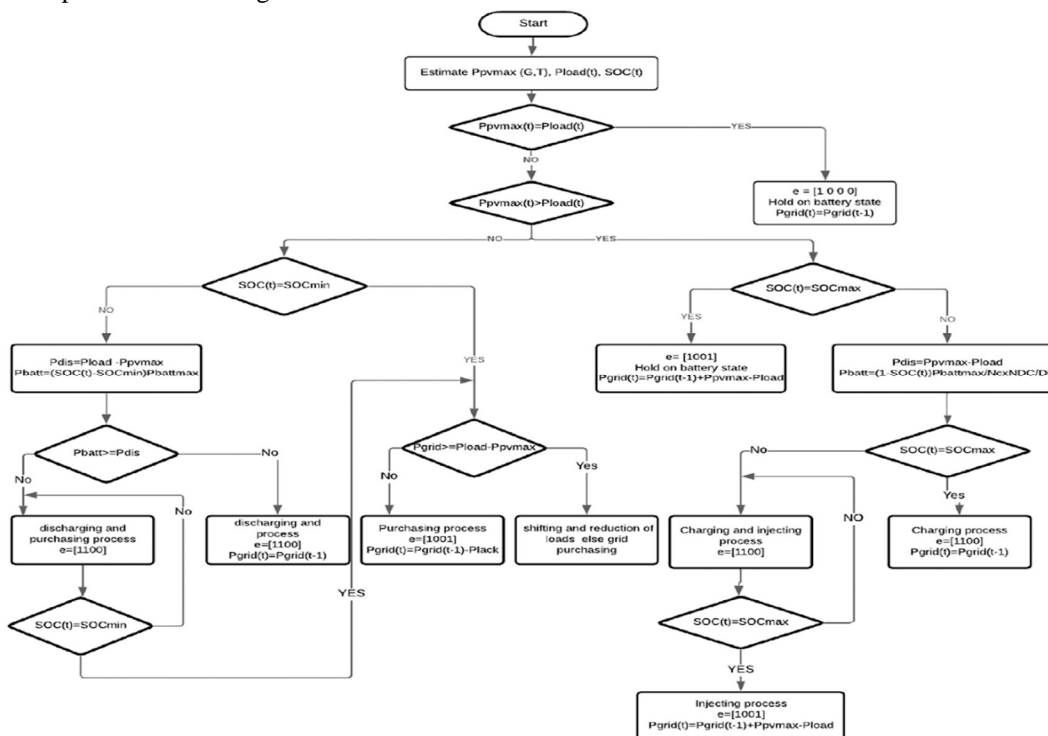 Start
Estimate Ppvmax (G,T), Pload(t), SOC(t)
Ppvmax(t)=Pload(t)
YES
NO
e = [1 0 0 0]
Hold on battery state
Pgrid(t)=Pgrid(t-1)
Ppvmax(t)>Pload(t)
NO
YES
SOC(t)=SOCmin
SOC(t)=SOCmax
NO
YES
YES
NO
Pdis=Pload -Ppvmax
Pbatt=(SOC(t)-SOCmin)Pbattmax
e= [1001]
Hold on battery state
Pgrid(t)=Pgrid(t-1)+Ppvmax-Pload
Pdis=Ppvmax-Pload
Pbatt=(1-SOC(t))Pbattmax/NcxNDC/D
Pbatt>=Pdis
Pgrid>=Pload-Ppvmax
SOC(t)=SOCmax
No
No
No
Yes
No
Yes
discharging and
purchasing process
e=[1100]
No
discharging and
process
e=[1100]
Pgrid(t)=Pgrid(t-1)
Purchasing process
e=[1001]
Pgrid(t)=Pgrid(t-1)-Plack
shifting and reduction of
loads else grid
purchasing
Charging and injecting
process
e=[1100]
NO
Charging process
e=[1100]
Pgrid(t)=Pgrid(t-1)
YES
SOC(t)=SOCmin
SOC(t)=SOCmax
YES
Injecting process
e=[1001]
Pgrid(t)=Pgrid(t-1)+Ppvmax-Pload